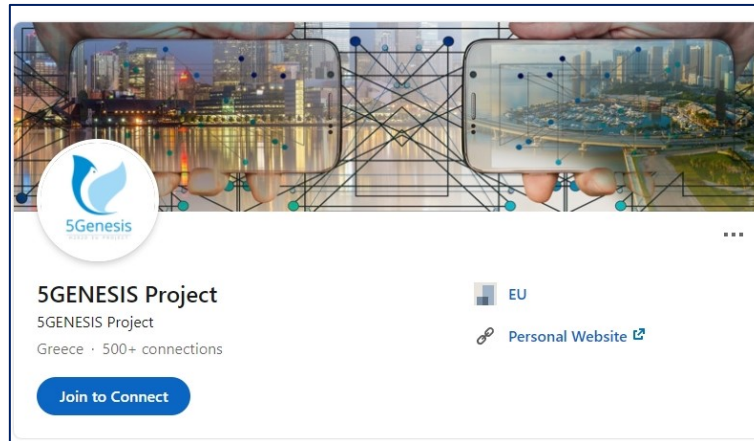 5Genesis
5GENESIS Project
5GENESIS Project
Greece · 500+ connections
Join to Connect
EU
Personal Website